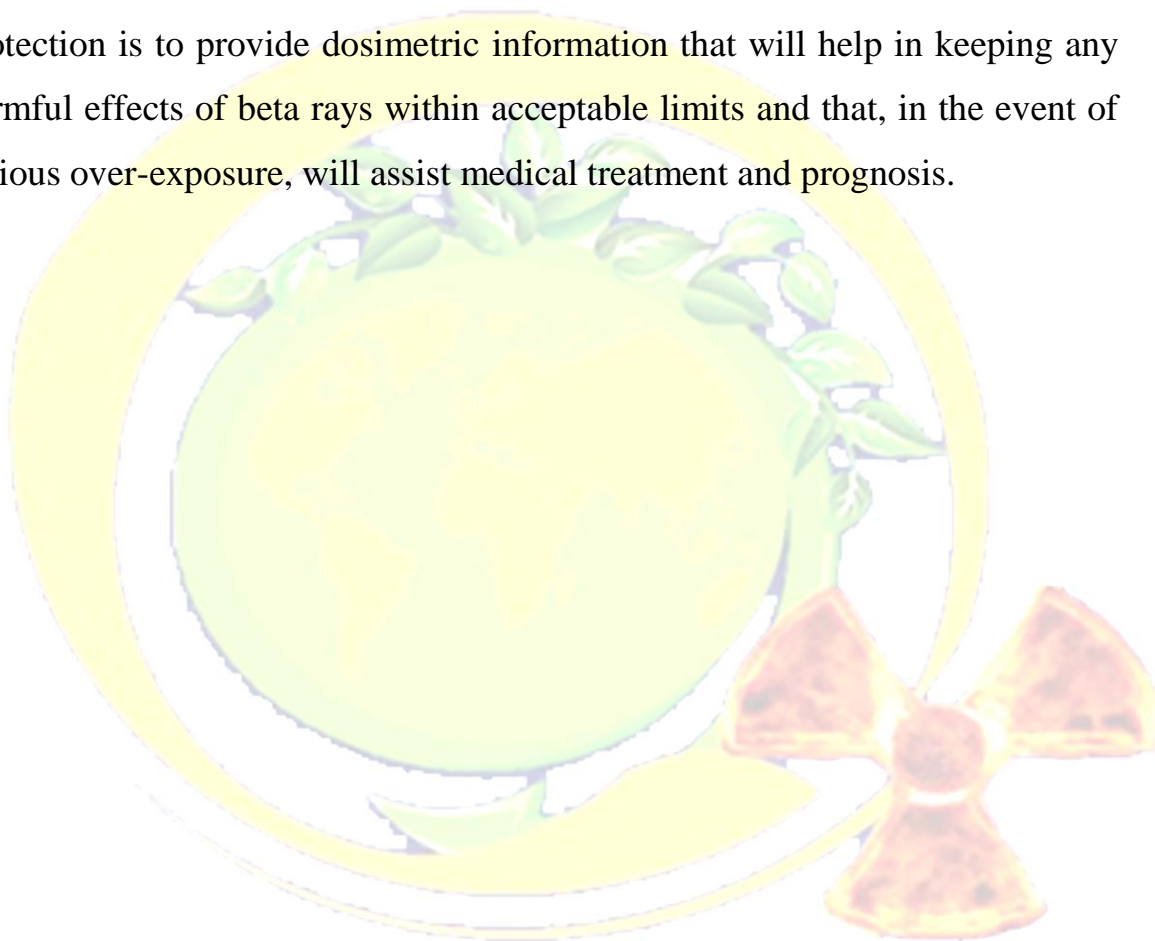 otection is to provide dosimetric information that will help in keeping any
rmful effects of beta rays within acceptable limits and that, in the event of
ious over-exposure, will assist medical treatment and prognosis.